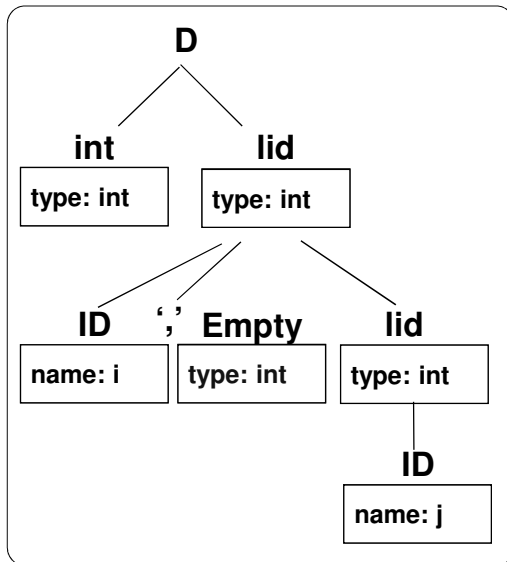 D
int lid
type: int type: int
ID ‘,’ Empty lid
name: i type: int type: int
ID
name: j